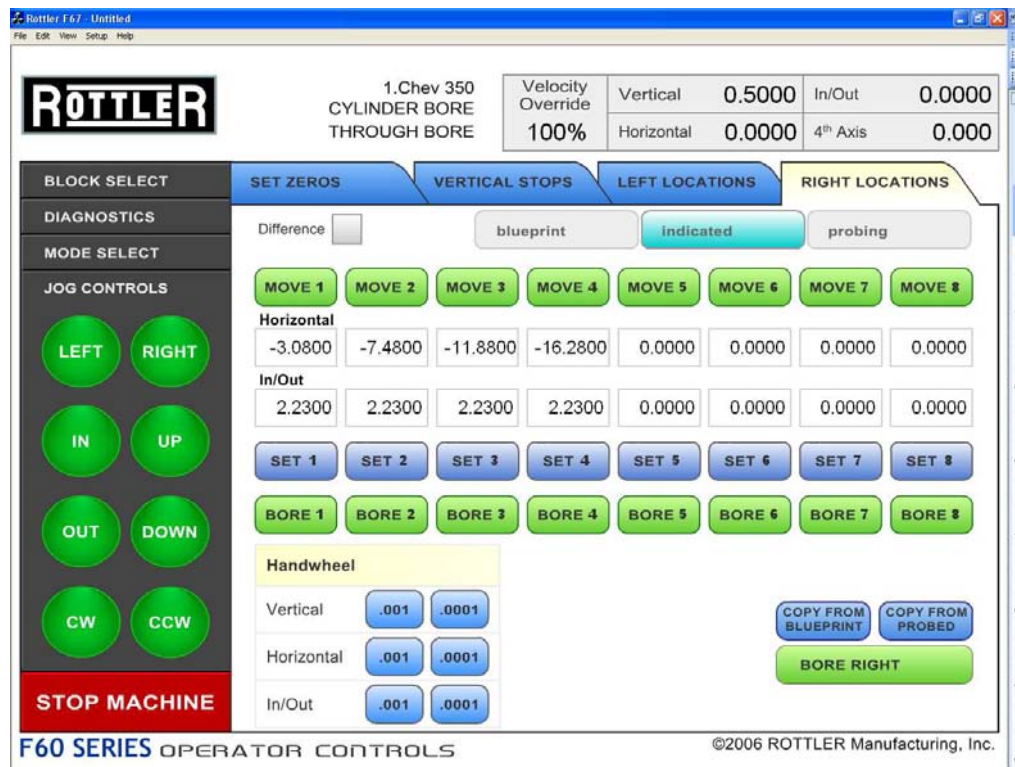 Rottler F67 - Untitled
File Edit View Setup Help
ROTTLER
1.Chev 350
CYLINDER BORE
THROUGH BORE
Velocity Override 100%
Vertical 0.5000 In/Out 0.0000
Horizontal 0.0000 4th Axis 0.000
BLOCK SELECT
DIAGNOSTICS
MODE SELECT
JOG CONTROLS
LEFT RIGHT
IN UP
OUT DOWN
CW CCW
STOP MACHINE
SET ZEROS VERTICAL STOPS LEFT LOCATIONS RIGHT LOCATIONS
Difference blueprint indicated probing
MOVE 1 MOVE 2 MOVE 3 MOVE 4 MOVE 5 MOVE 6 MOVE 7 MOVE 8
Horizontal
-3.0800 -7.4800 -11.8800 -16.2800 0.0000 0.0000 0.0000 0.0000
In/Out
2.2300 2.2300 2.2300 2.2300 0.0000 0.0000 0.0000 0.0000
SET 1 SET 2 SET 3 SET 4 SET 5 SET 6 SET 7 SET 8
BORE 1 BORE 2 BORE 3 BORE 4 BORE 5 BORE 6 BORE 7 BORE 8
Handwheel
Vertical .001 .0001
Horizontal .001 .0001
In/Out .001 .0001
COPY FROM BLUEPRINT COPY FROM PROBED
BORE RIGHT
F60 SERIES OPERATOR CONTROLS
©2006 ROTTLER Manufacturing, Inc.